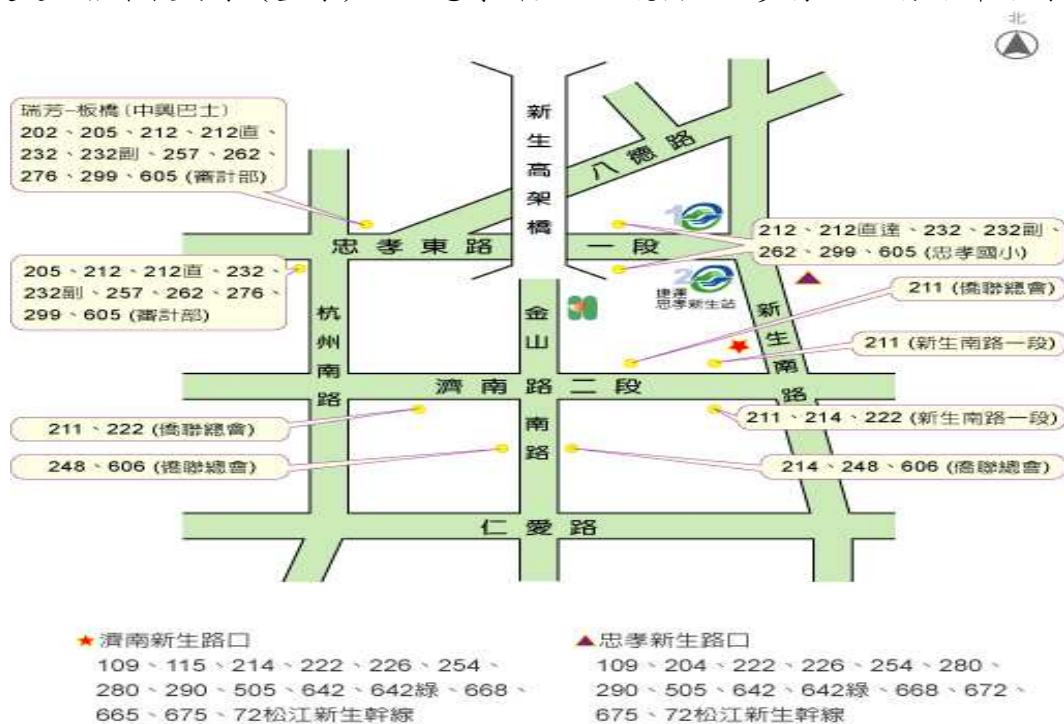 北
瑞芳-板橋(中興巴士)
202、205、212、212直、
232、232副、257、262、
276、299、605 (審計部)
新生高架橋
八德路
1
212、212直達、232、232副、
262、299、605 (忠孝國小)
忠孝東路一段
205、212、212直、232、
232副、257、262、276、
299、605 (審計部)
2
捷運
忠孝新生站
211 (僑聯總會)
杭州南路
金山南路
新生南路
211 (新生南路一段)
濟南路二段
211、222 (僑聯總會)
211、214、222 (新生南路一段)
248、606 (僑聯總會)
214、248、606 (僑聯總會)
仁愛路
濟南新生路口
109、115、214、222、226、254、
280、290、505、642、642綠、668、
665、675、72松江新生幹線
忠孝新生路口
109、204、222、226、254、280、
290、505、642、642綠、668、672、
675、72松江新生幹線